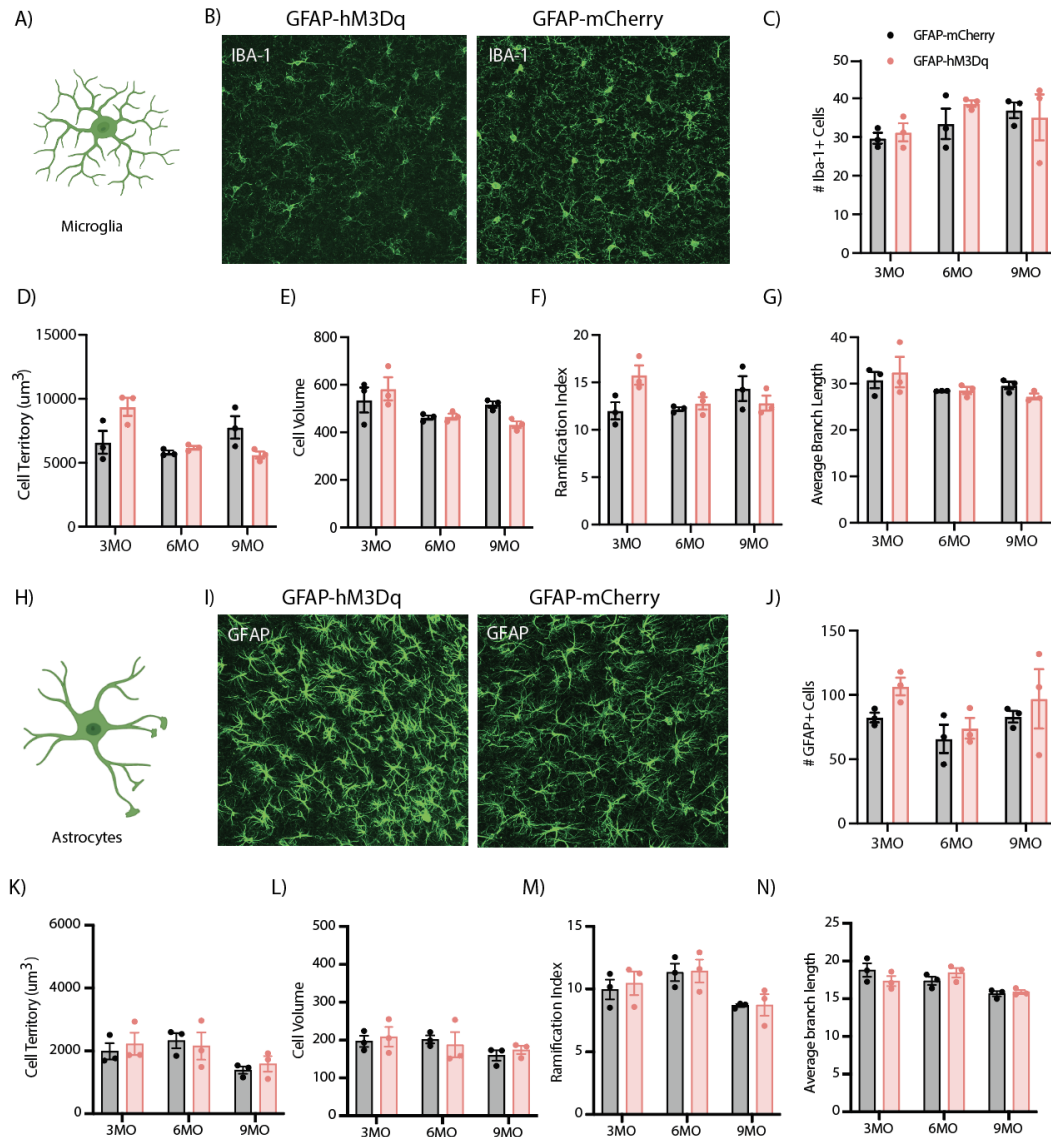 A)
B)
GFAP-hM3Dq
GFAP-mCherry
C)
IBA-1
IBA-1
Microglia
GFAP-mCherry
GFAP-hM3Dq
# Iba-1+ Cells
50
40
30
20
10
0
3MO 6MO 9MO
D)
Cell Territory (um³)
15000
10000
5000
0
3MO 6MO 9MO
E)
Cell Volume
800
600
400
200
0
3MO 6MO 9MO
F)
Ramification Index
20
15
10
5
0
3MO 6MO 9MO
G)
Average Branch Length
40
30
20
10
0
3MO 6MO 9MO
H)
Astrocytes
I)
GFAP-hM3Dq
GFAP-mCherry
GFAP
GFAP
J)
# GFAP+ Cells
150
100
50
0
3MO 6MO 9MO
K)
Cell Territory (um³)
6000
4000
2000
0
3MO 6MO 9MO
L)
Cell Volume
500
400
300
200
100
0
3MO 6MO 9MO
M)
Ramification Index
15
10
5
0
3MO 6MO 9MO
N)
Average branch length
25
20
15
10
5
0
3MO 6MO 9MO